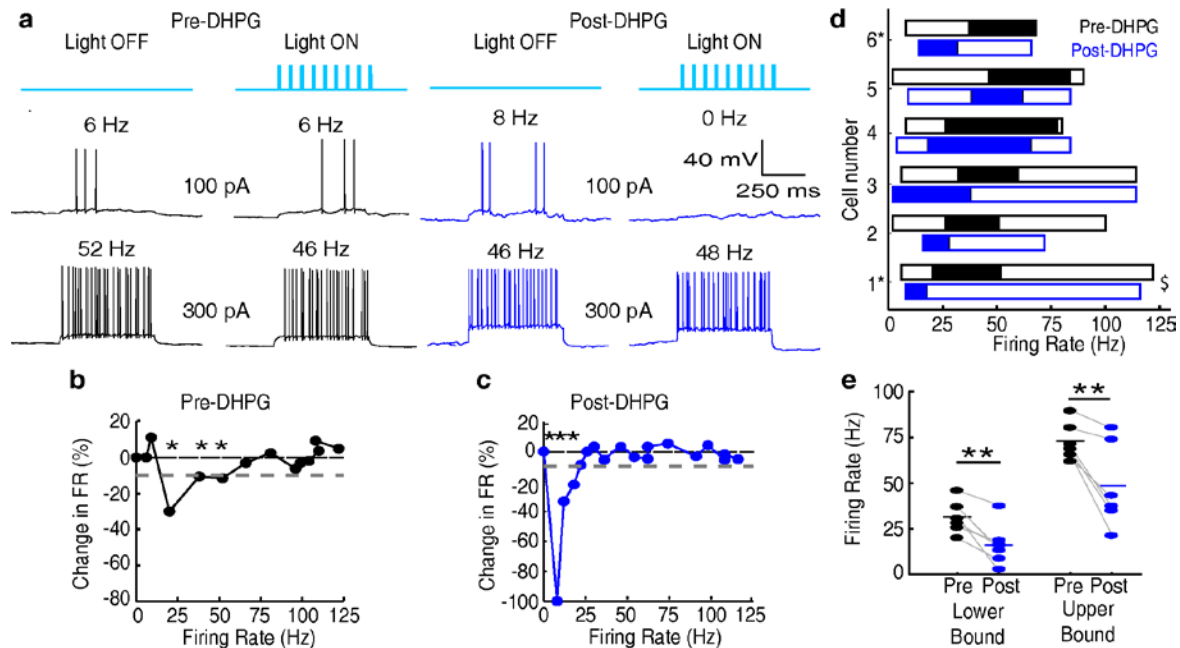 a
Pre-DHPG
Post-DHPG
Light OFF
Light ON
Light OFF
Light ON
6 Hz
6 Hz
8 Hz
0 Hz
40 mV
250 ms
100 pA
100 pA
52 Hz
46 Hz
46 Hz
48 Hz
300 pA
300 pA
b
Pre-DHPG
* * *
Change in FR (%)
20
0
-20
-40
-60
-80
0 25 50 75 100 125
Firing Rate (Hz)
c
Post-DHPG
***
Change in FR (%)
20
0
-20
-40
-60
-80
-100
0 25 50 75 100 125
Firing Rate (Hz)
d
Pre-DHPG
Post-DHPG
Cell number
6*
5
4
3
2
1*
$
0 25 50 75 100 125
Firing Rate (Hz)
e
Firing Rate (Hz)
100
75
50
25
0
**
**
Pre Post
Pre Post
Lower
Bound
Upper
Bound